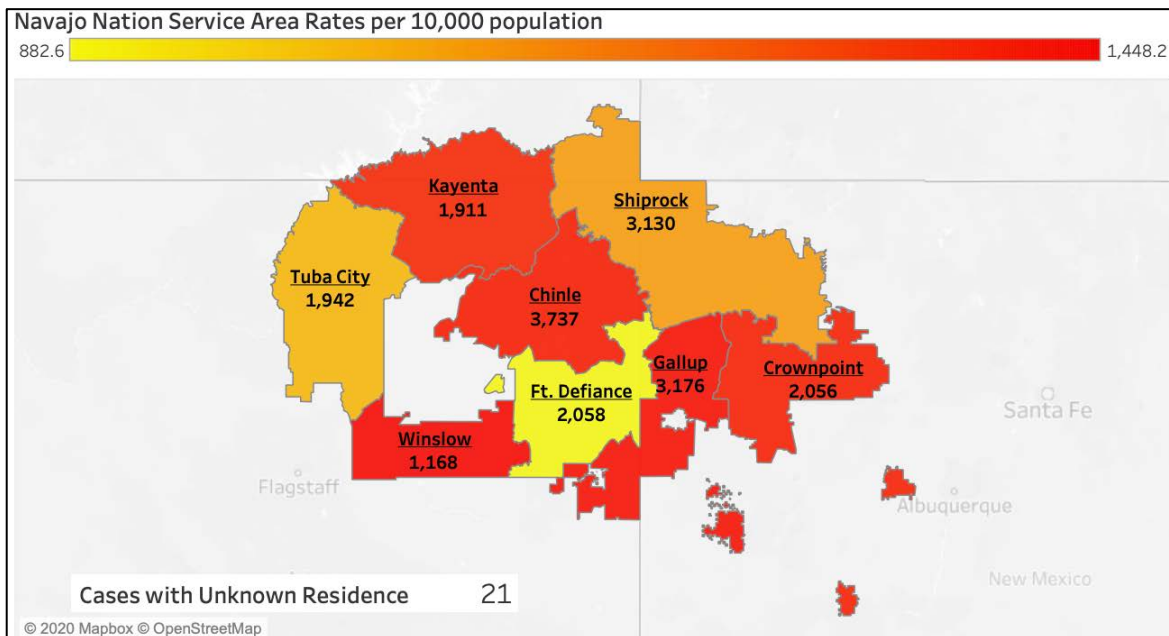 Navajo Nation Service Area Rates per 10,000 population
882.6
1,448.2
Kayenta
1,911
Shiprock
3,130
Tuba City
1,942
Chinle
3,737
Gallup
3,176
Crownpoint
2,056
Ft. Defiance
2,058
Santa Fe
Winslow
1,168
Flagstaff
Albuquerque
New Mexico
Cases with Unknown Residence 21
© 2020 Mapbox © OpenStreetMap